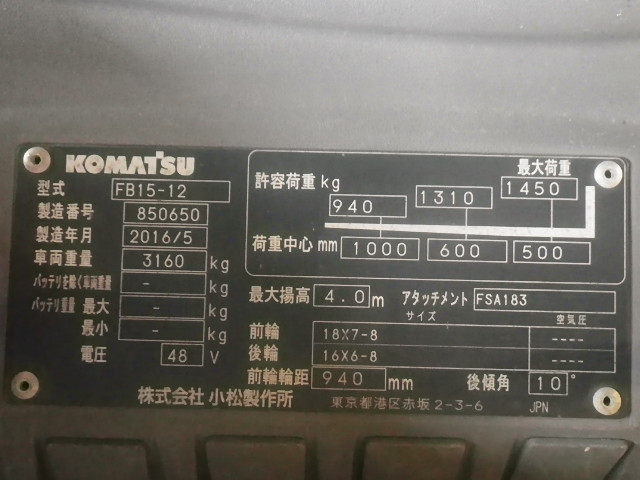 KOMATSU
型式 FB15-12
製造番号 850650
製造年月 2016/5
車両重量 3160 kg
バッテリを除く車両重量 - kg
バッテリ重量 最大 - kg
最小 - kg
電圧 48 V
最大荷重
許容荷重 kg 940 1310 1450
荷重中心 mm 1000 600 500
最大揚高 4.0 m アタッチメント FSA183
サイズ 空気圧
前輪 18X7-8 ----
後輪 16X6-8 ----
前輪輪距 940 mm 後傾角 10°
株式会社 小松製作所 東京都港区赤坂2-3-6 JPN